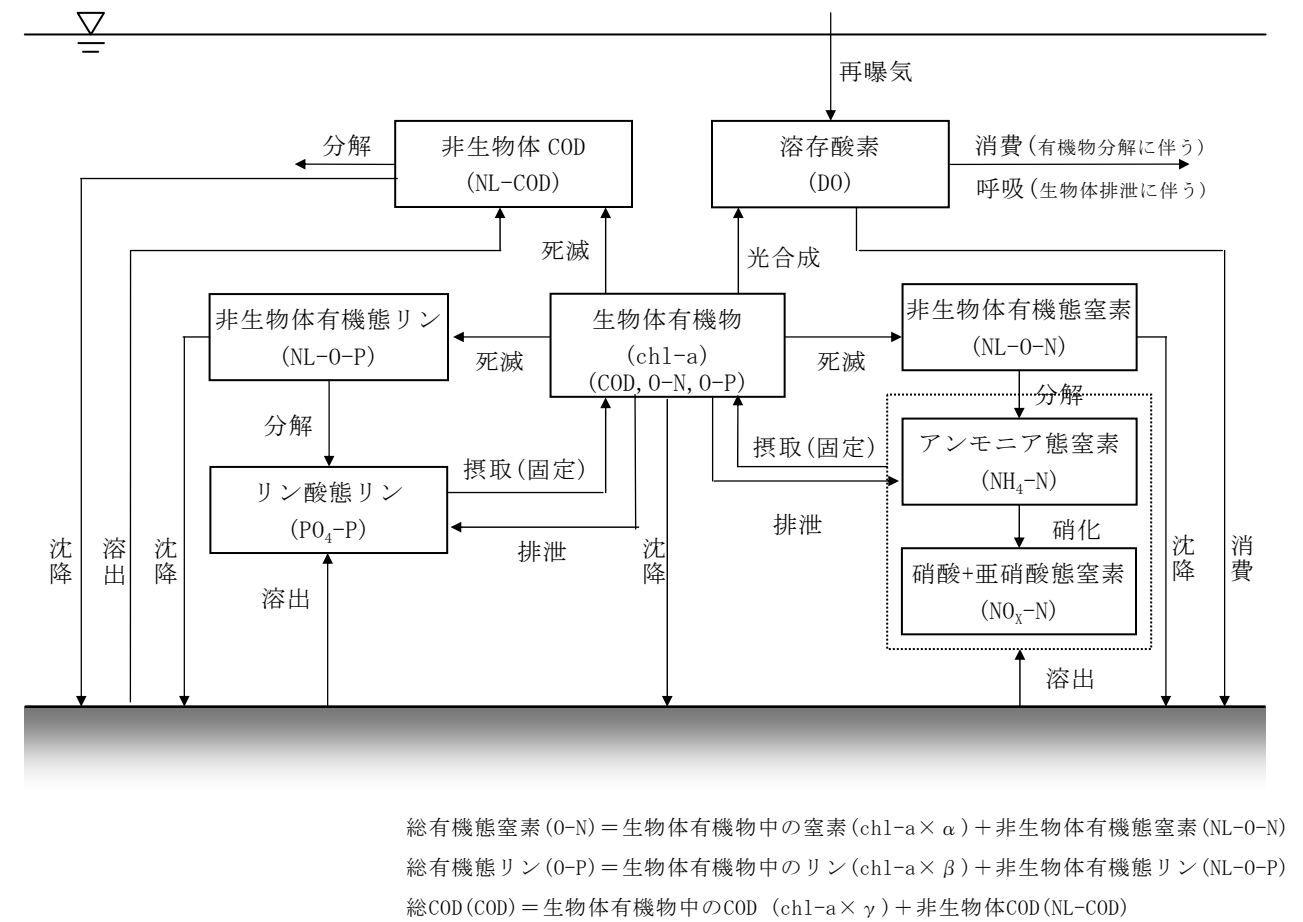 再曝気
非生物体 COD
(NL-COD)
分解
溶存酸素
(DO)
消費(有機物分解に伴う)
呼吸(生物体排泄に伴う)
死滅
光合成
非生物体有機態リン
(NL-O-P)
死滅
生物体有機物
(chl-a)
(COD,O-N,O-P)
死滅
非生物体有機態窒素
(NL-O-N)
分解
分解
リン酸態リン
(PO₄-P)
摂取(固定)
摂取(固定)
アンモニア態窒素
(NH₄-N)
排泄
排泄
硝化
硝酸+亜硝酸態窒素
(NOₓ-N)
沈降
溶出
沈降
溶出
沈降
溶出
沈降
消費
総有機態窒素(O-N)＝生物体有機物中の窒素(chl-a×α)＋非生物体有機態窒素(NL-O-N)
総有機態リン(O-P)＝生物体有機物中のリン(chl-a×β)＋非生物体有機態リン(NL-O-P)
総COD(COD)＝生物体有機物中のCOD (chl-a×γ)＋非生物体COD(NL-COD)